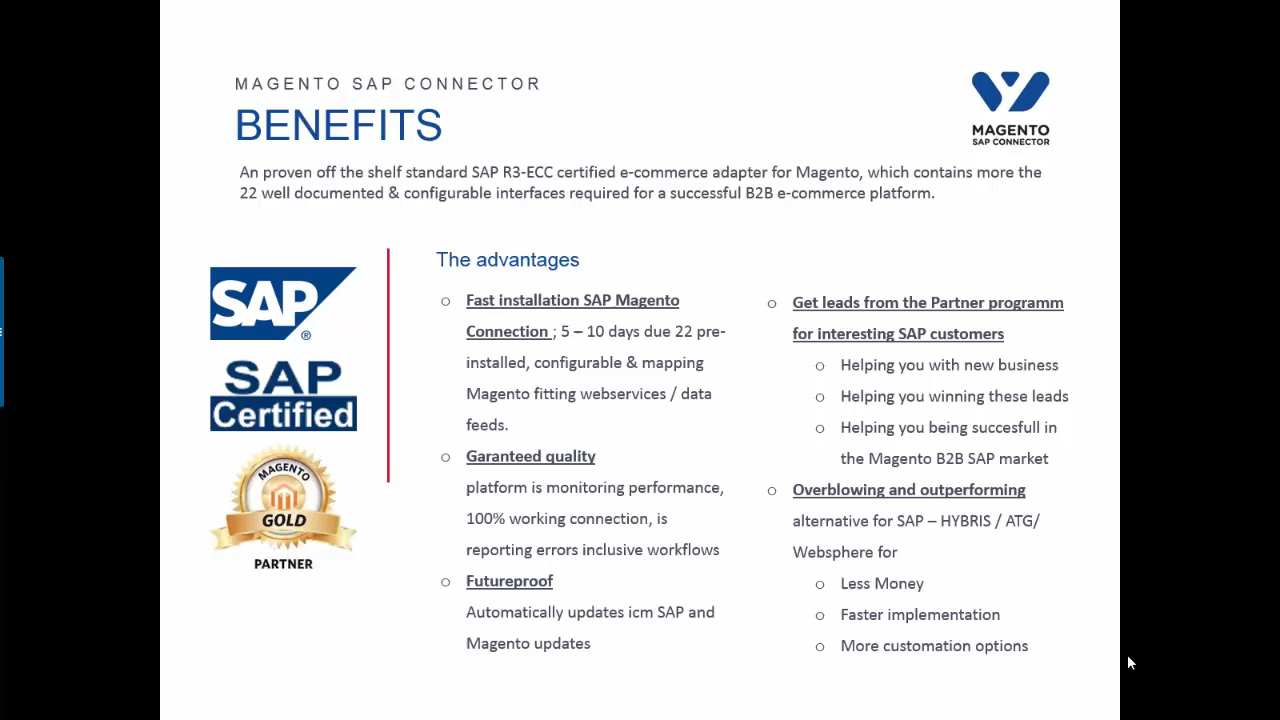 MAGENTO SAP CONNECTOR
BENEFITS
MAGENTO
SAP CONNECTOR
An proven off the shelf standard SAP R3-ECC certified e-commerce adapter for Magento, which contains more the
22 well documented & configurable interfaces required for a successful B2B e-commerce platform.
SAP ®
SAP
Certified
MAGENTO
GOLD
PARTNER
The advantages
o Fast installation SAP Magento
Connection ; 5 – 10 days due 22 pre-
installed, configurable & mapping
Magento fitting webservices / data
feeds.
o Garanteed quality
platform is monitoring performance,
100% working connection, is
reporting errors inclusive workflows
o Futureproof
Automatically updates icm SAP and
Magento updates
o Get leads from the Partner programm
for interesting SAP customers
o Helping you with new business
o Helping you winning these leads
o Helping you being succesfull in
the Magento B2B SAP market
o Overblowing and outperforming
alternative for SAP – HYBRIS / ATG/
Websphere for
o Less Money
o Faster implementation
o More customation options